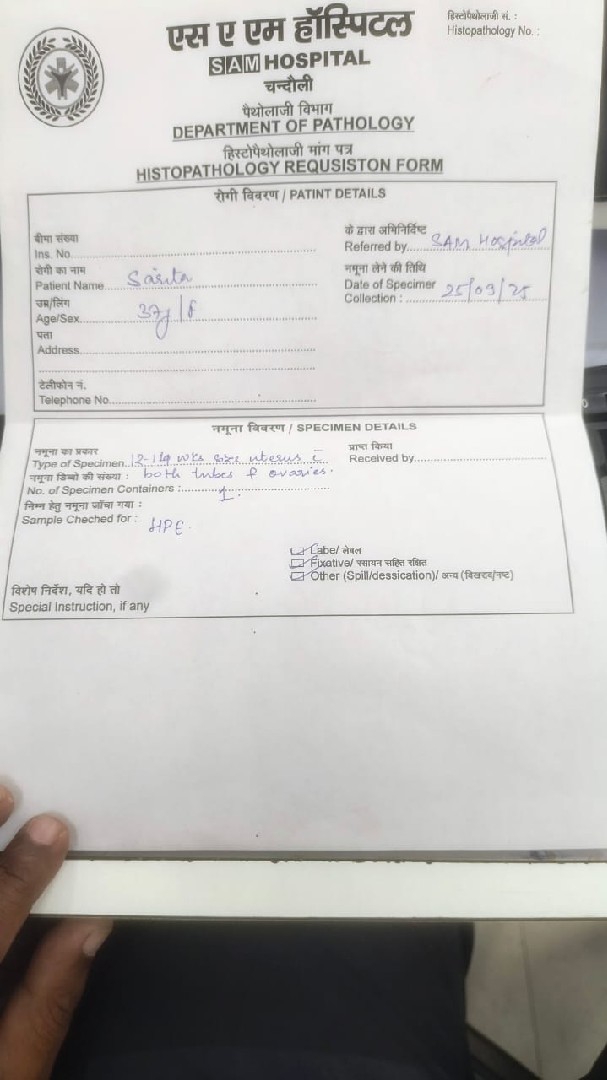 एस ए एम हॉस्पिटल
SAM HOSPITAL
चन्दौली
हिस्टोपैथोलाजी सं. :
Histopathology No. :
पैथोलाजी विभाग
DEPARTMENT OF PATHOLOGY
हिस्टोपैथोलाजी मांग पत्र
HISTOPATHOLOGY REQUSISTON FORM
रोगी विवरण / PATINT DETAILS
बीमा संख्या
Ins. No.
रोगी का नाम
Patient Name Sarita
उम्र/लिंग
Age/Sex 37y/f
पता
Address
टेलीफोन नं.
Telephone No.
के द्वारा अभिनिर्दिष्ट
Referred by SAM Hospital
नमूना लेने की तिथि
Date of Specimen 25/03/25
Collection :
नमूना विवरण / SPECIMEN DETAILS
नमूना का प्रकार
Type of Specimen 12-14 wks size uterus c̄
नमूना डिब्बो की संख्या : both tubes & ovaries.
No. of Specimen Containers : 1
निम्न हेतु नमूना जाँचा गया :
Sample Cheched for : HPE
प्राप्त किया
Received by
Label/ लेबल
Fixative/ रसायन सहित रक्षित
Other (Spill/dessication)/ अन्य (बिखराव/नष्ट)
विशेष निर्देश, यदि हो तो
Special Instruction, if any